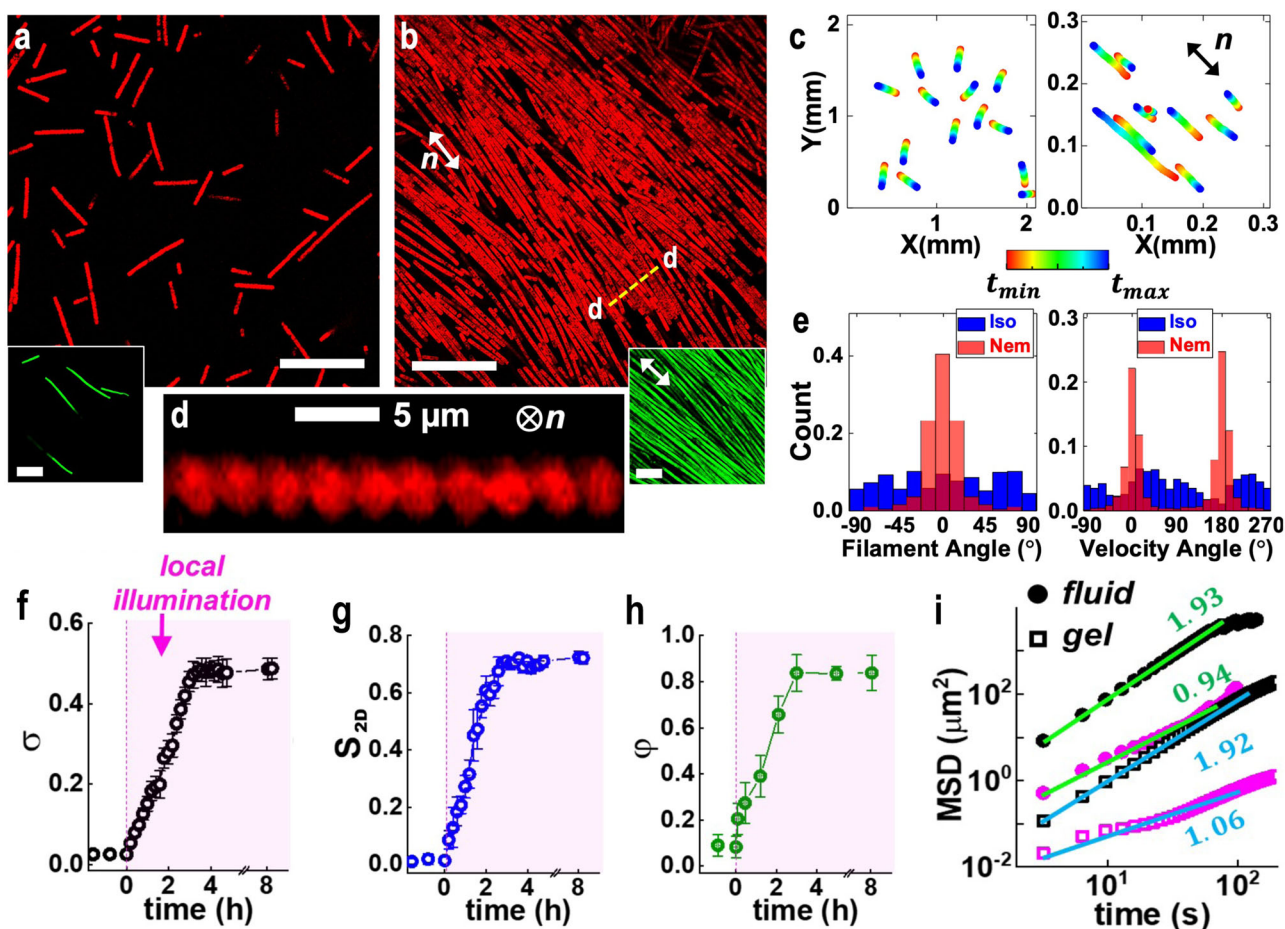 a
b
n
d
d
d
5 μm
⊗n
c
2
1
0
Y(mm)
1
2
X(mm)
0.3
0.2
0.1
0.0
n
0.1
0.2
0.3
X(mm)
tmin
tmax
e
Iso
Nem
0.4
0.2
0.0
Count
-90 -45 0 45 90
Filament Angle (°)
Iso
Nem
0.3
0.2
0.1
0.0
-90 0 90 180 270
Velocity Angle (°)
f
local
illumination
0.6
0.4
0.2
0.0
σ
0 2 4 8
time (h)
g
0.8
0.6
0.4
0.2
0.0
S2D
0 2 4 8
time (h)
h
1.0
0.8
0.6
0.4
0.2
0.0
φ
0 2 4 8
time (h)
i
fluid
gel
1.93
0.94
1.92
1.06
10²
10⁰
10⁻²
MSD (μm²)
10¹ 10²
time (s)